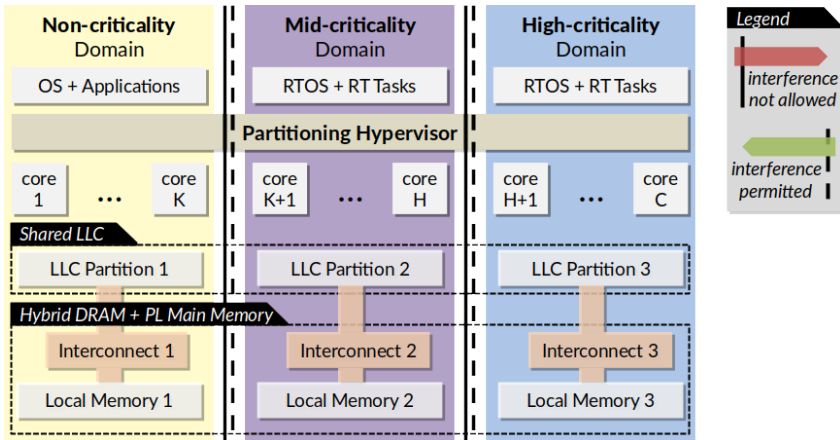 Non-criticality
Domain
Mid-criticality
Domain
High-criticality
Domain
OS + Applications
RTOS + RT Tasks
RTOS + RT Tasks
Partitioning Hypervisor
core
1
...
core
K
core
K+1
...
core
H
core
H+1
...
core
C
Shared LLC
LLC Partition 1
LLC Partition 2
LLC Partition 3
Hybrid DRAM + PL Main Memory
Interconnect 1
Interconnect 2
Interconnect 3
Local Memory 1
Local Memory 2
Local Memory 3
Legend
interference
not allowed
interference
permitted